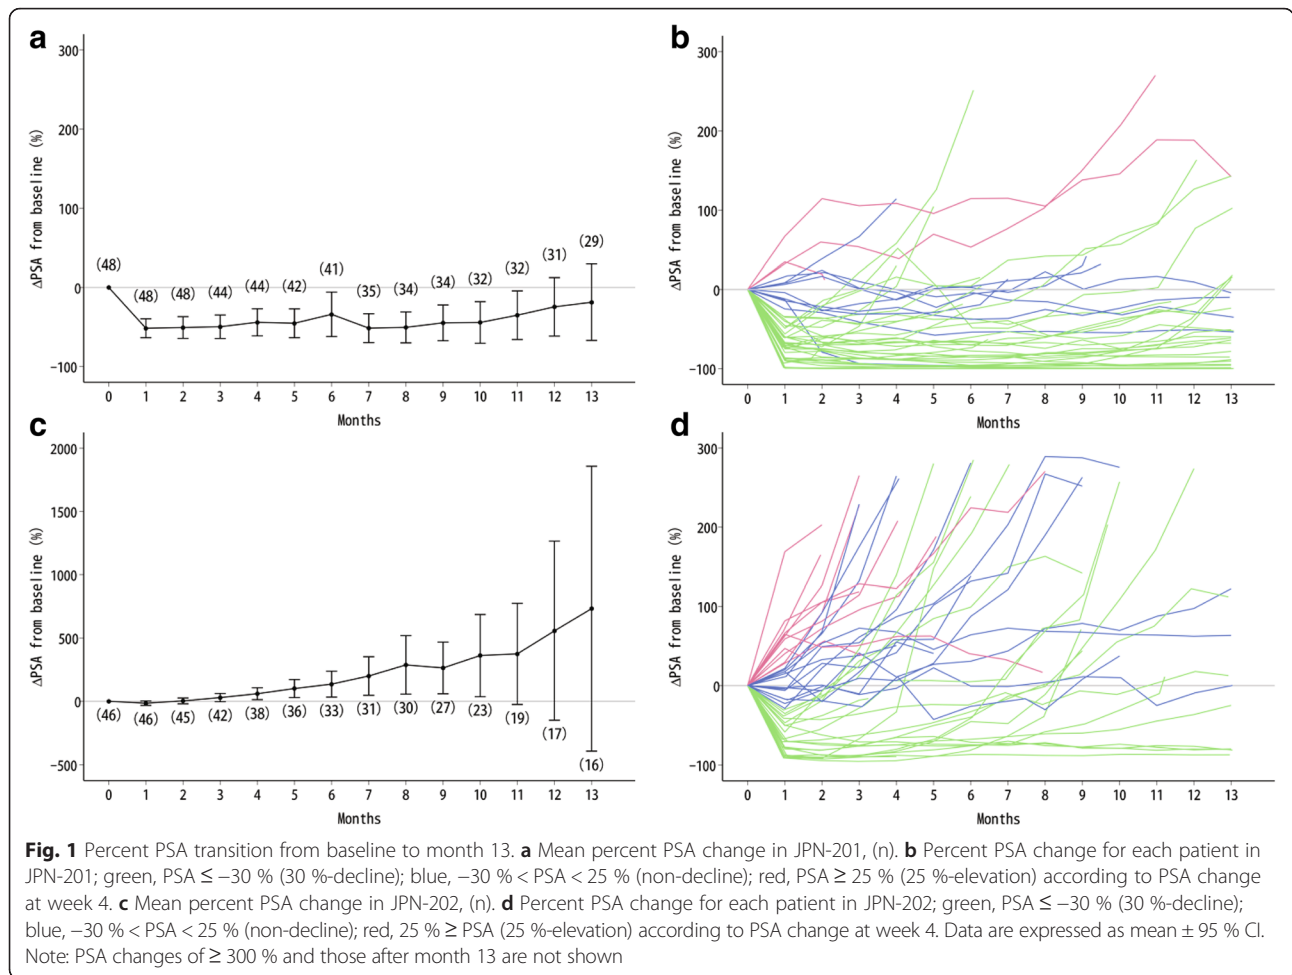 a
300
200
100
0
−100
ΔPSA from baseline (%)
(48)
(48)
(48)
(44)
(44)
(42)
(41)
(35)
(34)
(34)
(32)
(32)
(31)
(29)
0 1 2 3 4 5 6 7 8 9 10 11 12 13
Months
b
300
200
100
0
−100
ΔPSA from baseline (%)
0 1 2 3 4 5 6 7 8 9 10 11 12 13
Months
c
2000
1500
1000
500
0
−500
ΔPSA from baseline (%)
(46)
(46)
(45)
(42)
(38)
(36)
(33)
(31)
(30)
(27)
(23)
(19)
(17)
(16)
0 1 2 3 4 5 6 7 8 9 10 11 12 13
Months
d
300
200
100
0
−100
ΔPSA from baseline (%)
0 1 2 3 4 5 6 7 8 9 10 11 12 13
Months
Fig. 1 Percent PSA transition from baseline to month 13. a Mean percent PSA change in JPN-201, (n). b Percent PSA change for each patient in
JPN-201; green, PSA ≤ −30 % (30 %-decline); blue, −30 % < PSA < 25 % (non-decline); red, PSA ≥ 25 % (25 %-elevation) according to PSA change
at week 4. c Mean percent PSA change in JPN-202, (n). d Percent PSA change for each patient in JPN-202; green, PSA ≤ −30 % (30 %-decline);
blue, −30 % < PSA < 25 % (non-decline); red, 25 % ≥ PSA (25 %-elevation) according to PSA change at week 4. Data are expressed as mean ± 95 % CI.
Note: PSA changes of ≥ 300 % and those after month 13 are not shown